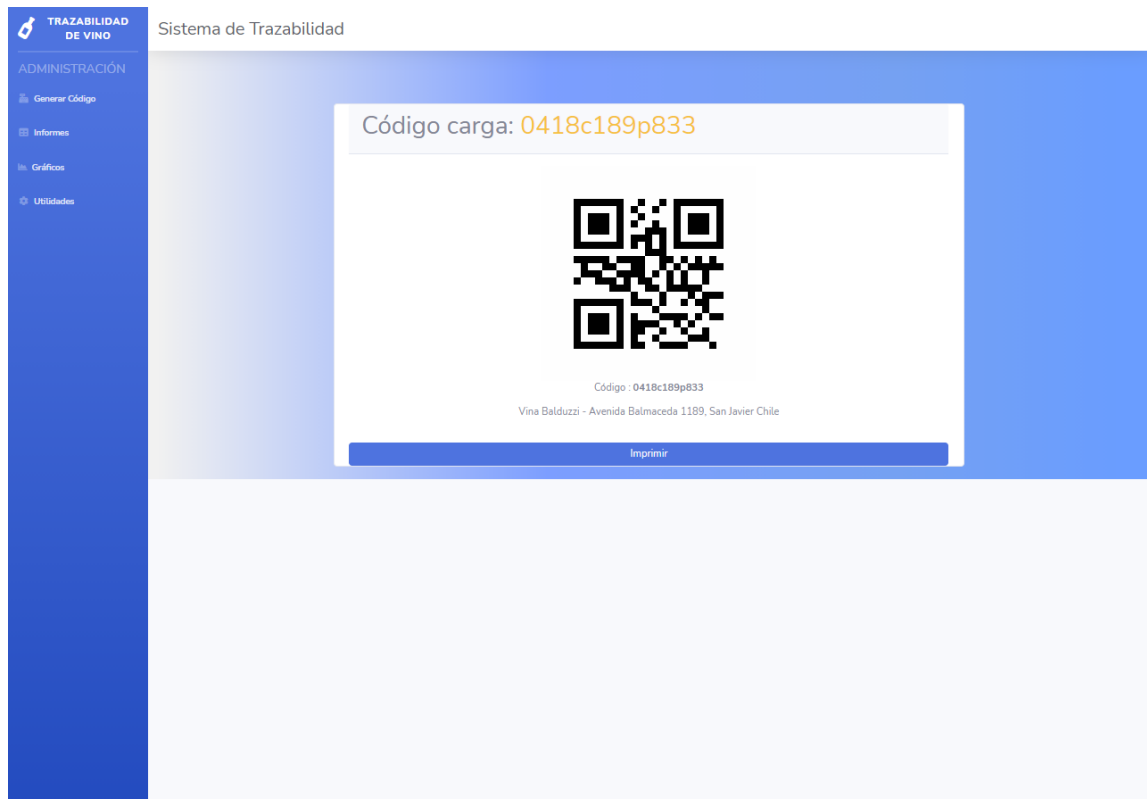 TRAZABILIDAD
DE VINO
Sistema de Trazabilidad
ADMINISTRACIÓN
Generar Código
Informes
Gráficos
Utilidades
Código carga: 0418c189p833
Código : 0418c189p833
Vina Balduzzi - Avenida Balmaceda 1189, San Javier Chile
Imprimir